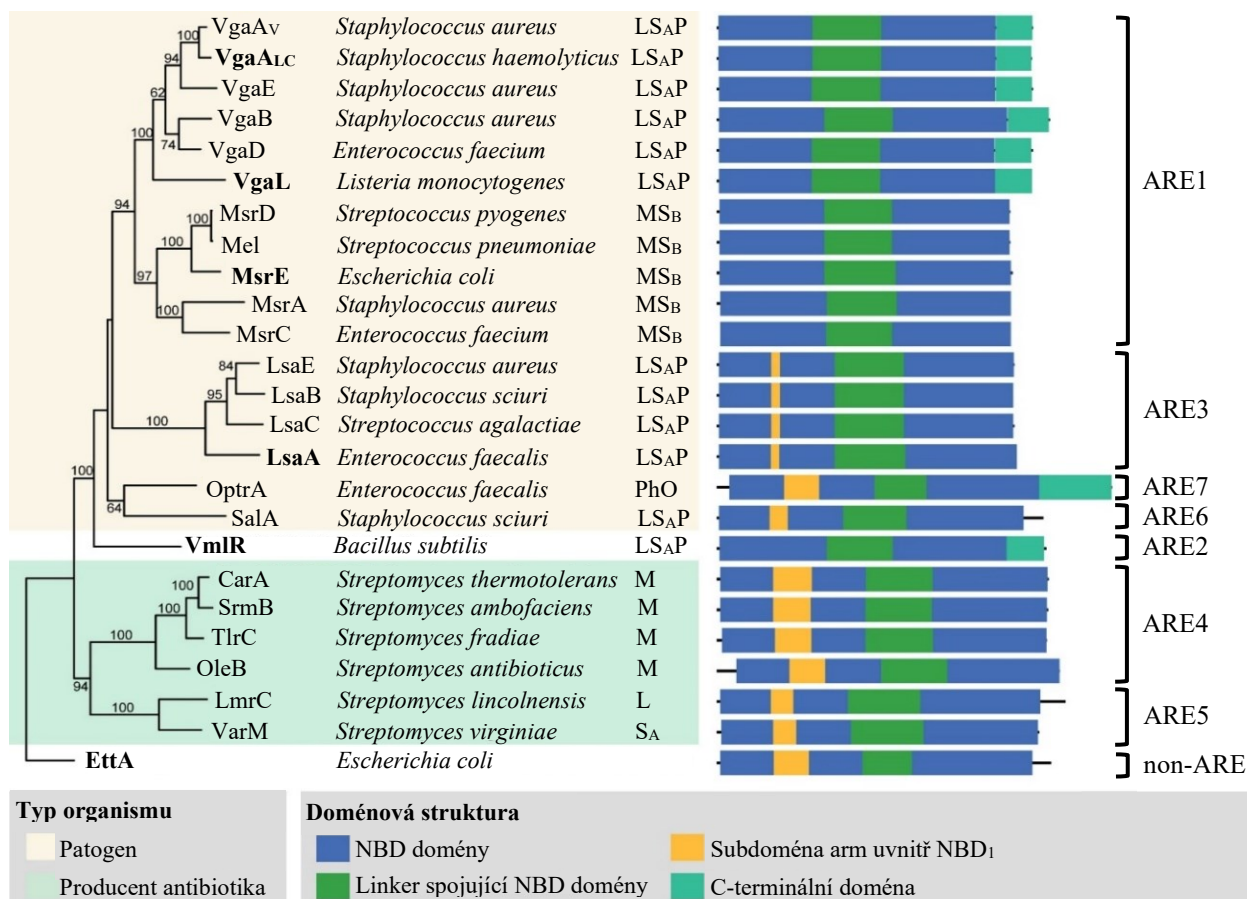 VgaAV Staphylococcus aureus LSAP
100
VgaALC Staphylococcus haemolyticus LSAP
94
VgaE Staphylococcus aureus LSAP
62
VgaB Staphylococcus aureus LSAP
100 74
VgaD Enterococcus faecium LSAP
VgaL Listeria monocytogenes LSAP ARE1
94
MsrD Streptococcus pyogenes MSB
100
Mel Streptococcus pneumoniae MSB
100
MsrE Escherichia coli MSB
97
MsrA Staphylococcus aureus MSB
100
MsrC Enterococcus faecium MSB
LsaE Staphylococcus aureus LSAP
84
LsaB Staphylococcus sciuri LSAP
95 ARE3
LsaC Streptococcus agalactiae LSAP
100
LsaA Enterococcus faecalis LSAP
100
OptrA Enterococcus faecalis PhO ARE7
64
SalA Staphylococcus sciuri LSAP ARE6
VmlR Bacillus subtilis LSAP ARE2
CarA Streptomyces thermotolerans M
100
SrmB Streptomyces ambofaciens M
100 ARE4
TlrC Streptomyces fradiae M
100
OleB Streptomyces antibioticus M
94
LmrC Streptomyces lincolnensis L
100 ARE5
VarM Streptomyces virginiae SA
EttA Escherichia coli non-ARE
Typ organismu
Patogen
Producent antibiotika
Doménová struktura
NBD domény
Linker spojující NBD domény
Subdoména arm uvnitř NBD1
C-terminální doména